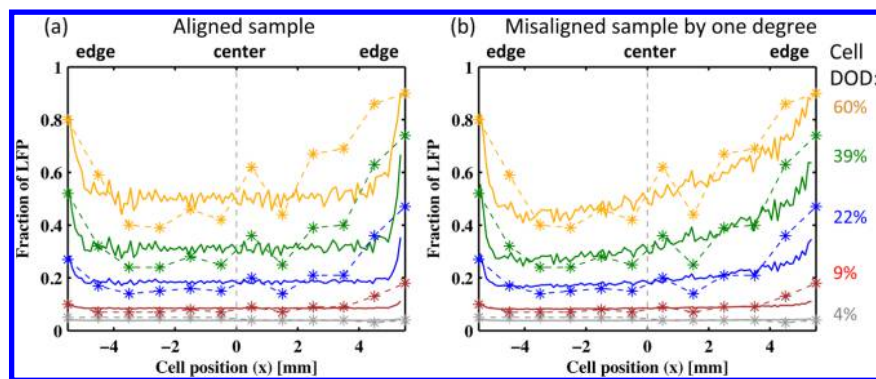 (a) Aligned sample
(b) Misaligned sample by one degree
edge center edge
edge center edge
Cell
DOD:
1
0.8
0.6
0.4
0.2
0
Fraction of LFP
−4 −2 0 2 4
Cell position (x) [mm]
1
0.8
0.6
0.4
0.2
0
Fraction of LFP
−4 −2 0 2 4
Cell position (x) [mm]
60%
39%
22%
9%
4%